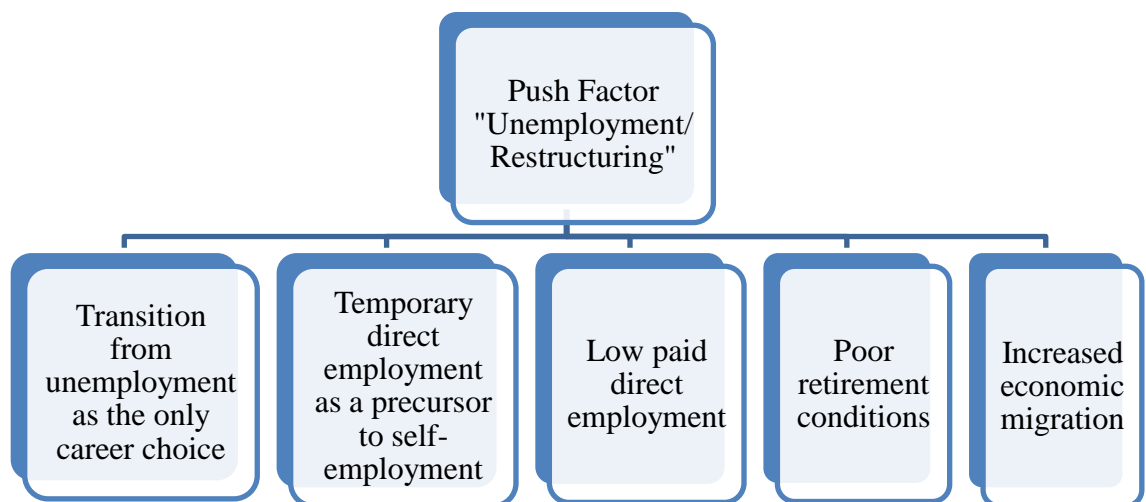 Push Factor
"Unemployment/
Restructuring"
Transition
from
unemployment
as the only
career choice
Temporary
direct
employment
as a precursor
to self-
employment
Low paid
direct
employment
Poor
retirement
conditions
Increased
economic
migration